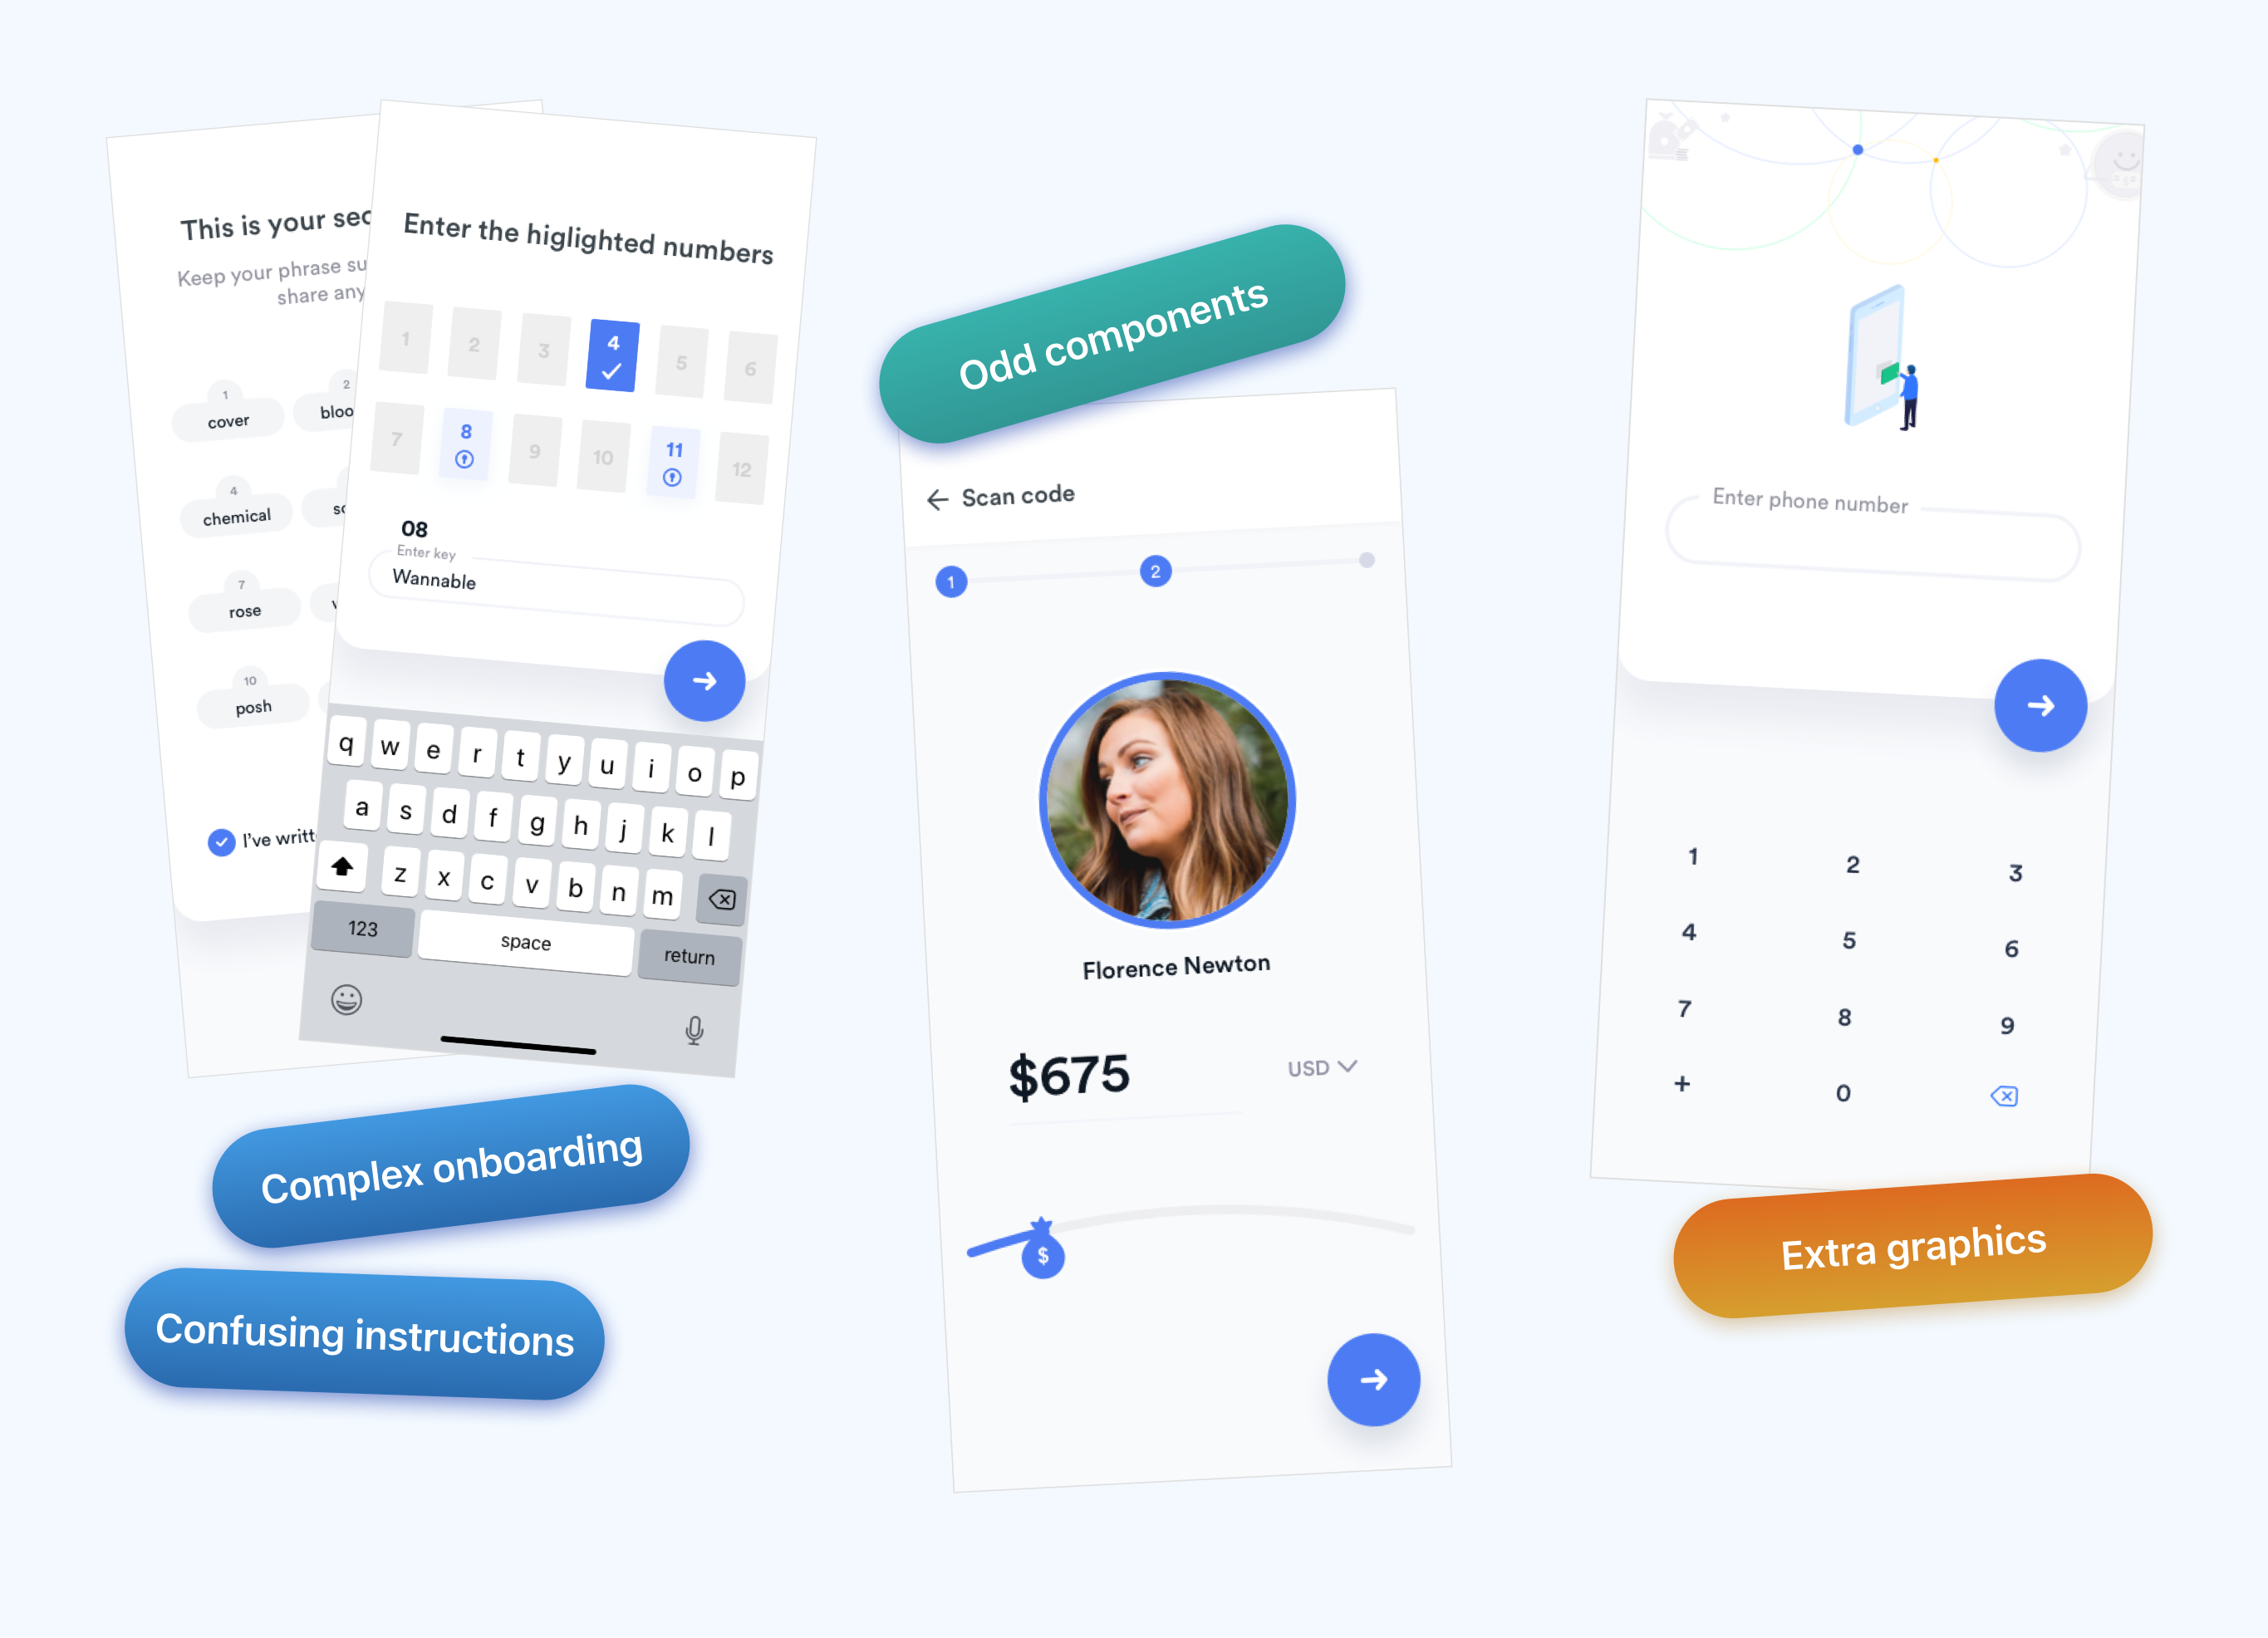 This is your sec
Keep your phrase su
share any
1
cover
2
bloo
4
chemical
sc
7
rose
10
posh
I've writt
Enter the higlighted numbers
1 2 3 4 5 6
7 8 9 10 11 12
08
Enter key
Wannable
q w e r t y u i o p
a s d f g h j k l
z x c v b n m
123 space return
Complex onboarding
Confusing instructions
Odd components
Scan code
1 2
Florence Newton
$675 USD
$
Enter phone number
1 2 3
4 5 6
7 8 9
+ 0
Extra graphics